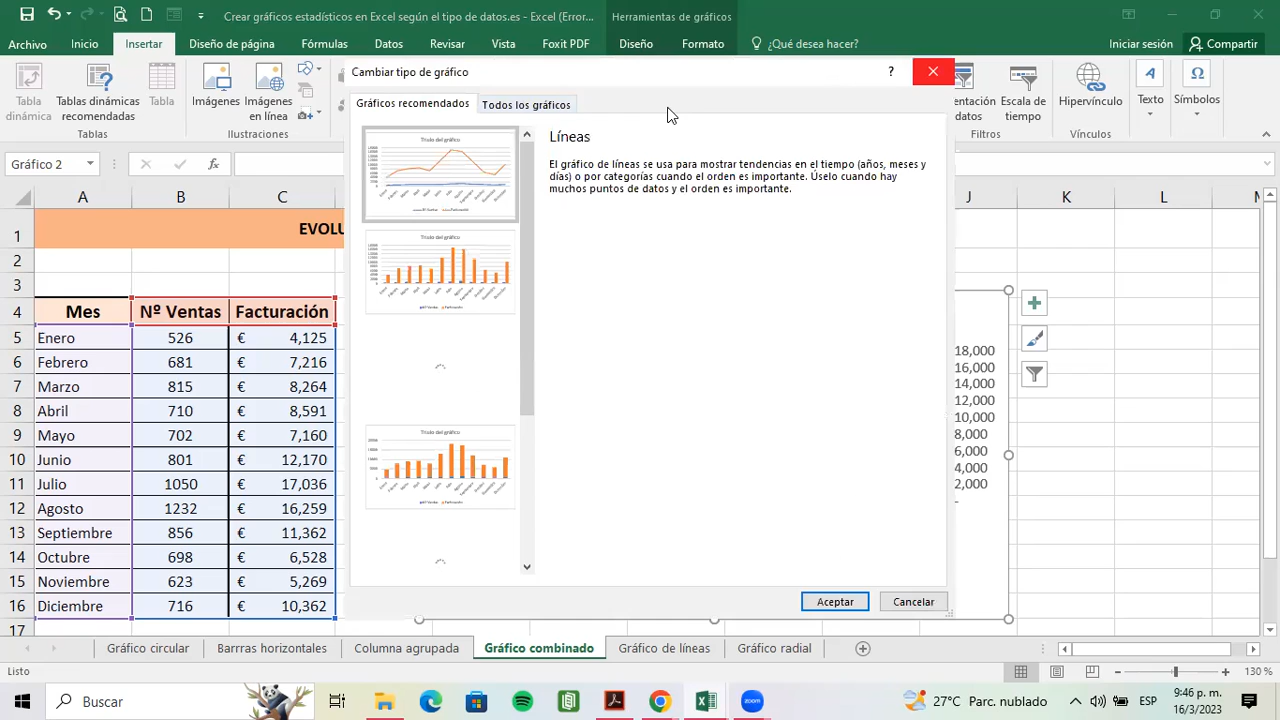 Crear gráficos estadísticos en Excel según el tipo de datos.es - Excel (Error...
Herramientas de gráficos
Archivo Inicio Insertar Diseño de página Fórmulas Datos Revisar Vista Foxit PDF Diseño Formato ¿Qué desea hacer? Iniciar sesión Compartir
Tabla dinámica
Tablas dinámicas recomendadas
Tabla
Imágenes
Imágenes en línea
Escala de tiempo
Hipervínculo
Texto
Símbolos
Tablas
Ilustraciones
Filtros
Vínculos
Cambiar tipo de gráfico
?
Gráficos recomendados
Todos los gráficos
Líneas
El gráfico de líneas se usa para mostrar tendencias en el tiempo (años, meses y
días) o por categorías cuando el orden es importante. Úselo cuando hay
muchos puntos de datos y el orden es importante.
Título del gráfico
Título del gráfico
Título del gráfico
Aceptar
Cancelar
Gráfico 2
fx
A B C J K L
1 EVOLU
2
3
4 Mes Nº Ventas Facturación
5 Enero 526 € 4,125
6 Febrero 681 € 7,216
7 Marzo 815 € 8,264
8 Abril 710 € 8,591
9 Mayo 702 € 7,160
10 Junio 801 € 12,170
11 Julio 1050 € 17,036
12 Agosto 1232 € 16,259
13 Septiembre 856 € 11,362
14 Octubre 698 € 6,528
15 Noviembre 623 € 5,269
16 Diciembre 716 € 10,362
17
18,000
16,000
14,000
12,000
10,000
8,000
6,000
4,000
2,000
-
Gráfico circular Barrras horizontales Columna agrupada Gráfico combinado Gráfico de líneas Gráfico radial
Listo
130 %
Buscar
zoom
27°C Parc. nublado
ESP
9:46 p. m.
16/3/2023